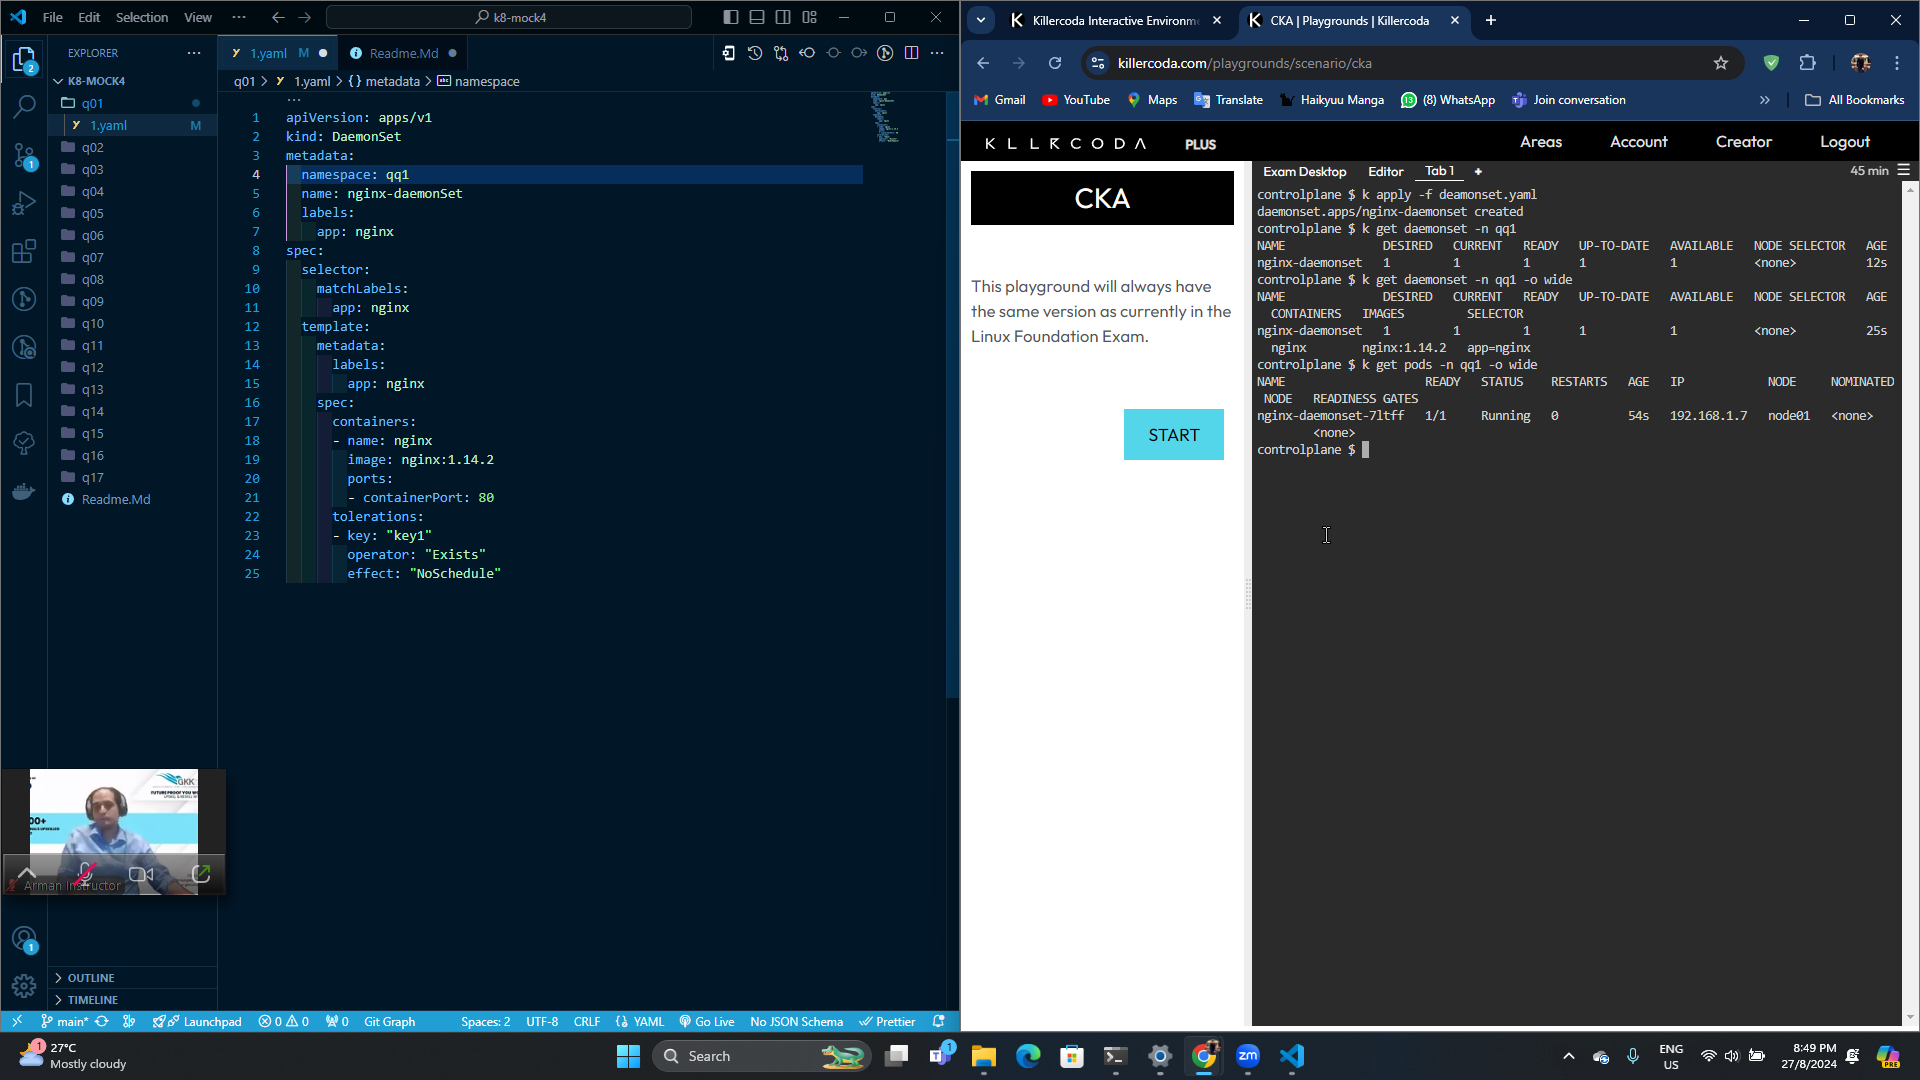 File Edit Selection View ··· k8-mock4
EXPLORER
K8-MOCK4
q01
1.yaml M
q02
q03
q04
q05
q06
q07
q08
q09
q10
q11
q12
q13
q14
q15
q16
q17
Readme.Md
OUTLINE
TIMELINE
1.yaml M Readme.Md
q01 > 1.yaml > {} metadata > namespace
1 apiVersion: apps/v1
2 kind: DaemonSet
3 metadata:
4 namespace: qq1
5 name: nginx-daemonSet
6 labels:
7 app: nginx
8 spec:
9 selector:
10 matchLabels:
11 app: nginx
12 template:
13 metadata:
14 labels:
15 app: nginx
16 spec:
17 containers:
18 - name: nginx
19 image: nginx:1.14.2
20 ports:
21 - containerPort: 80
22 tolerations:
23 - key: "key1"
24 operator: "Exists"
25 effect: "NoSchedule"
GKK
00+
Arman Instructor
main* Launchpad 0 0 0 Git Graph Spaces: 2 UTF-8 CRLF {} YAML Go Live No JSON Schema Prettier
Killercoda Interactive Environm CKA | Playgrounds | Killercoda
killercoda.com/playgrounds/scenario/cka
Gmail YouTube Maps Translate Haikyuu Manga (8) WhatsApp Join conversation All Bookmarks
KILLERCODA PLUS Areas Account Creator Logout
CKA
This playground will always have
the same version as currently in the
Linux Foundation Exam.
START
Exam Desktop Editor Tab 1 + 45 min
controlplane $ k apply -f deamonset.yaml
daemonset.apps/nginx-daemonset created
controlplane $ k get daemonset -n qq1
NAME DESIRED CURRENT READY UP-TO-DATE AVAILABLE NODE SELECTOR AGE
nginx-daemonset 1 1 1 1 1 <none> 12s
controlplane $ k get daemonset -n qq1 -o wide
NAME DESIRED CURRENT READY UP-TO-DATE AVAILABLE NODE SELECTOR AGE
CONTAINERS IMAGES SELECTOR
nginx-daemonset 1 1 1 1 1 <none> 25s
nginx nginx:1.14.2 app=nginx
controlplane $ k get pods -n qq1 -o wide
NAME READY STATUS RESTARTS AGE IP NODE NOMINATED
NODE READINESS GATES
nginx-daemonset-7ltff 1/1 Running 0 54s 192.168.1.7 node01 <none>
<none>
controlplane $
27°C
Mostly cloudy
Search
ENG
US
8:49 PM
27/8/2024